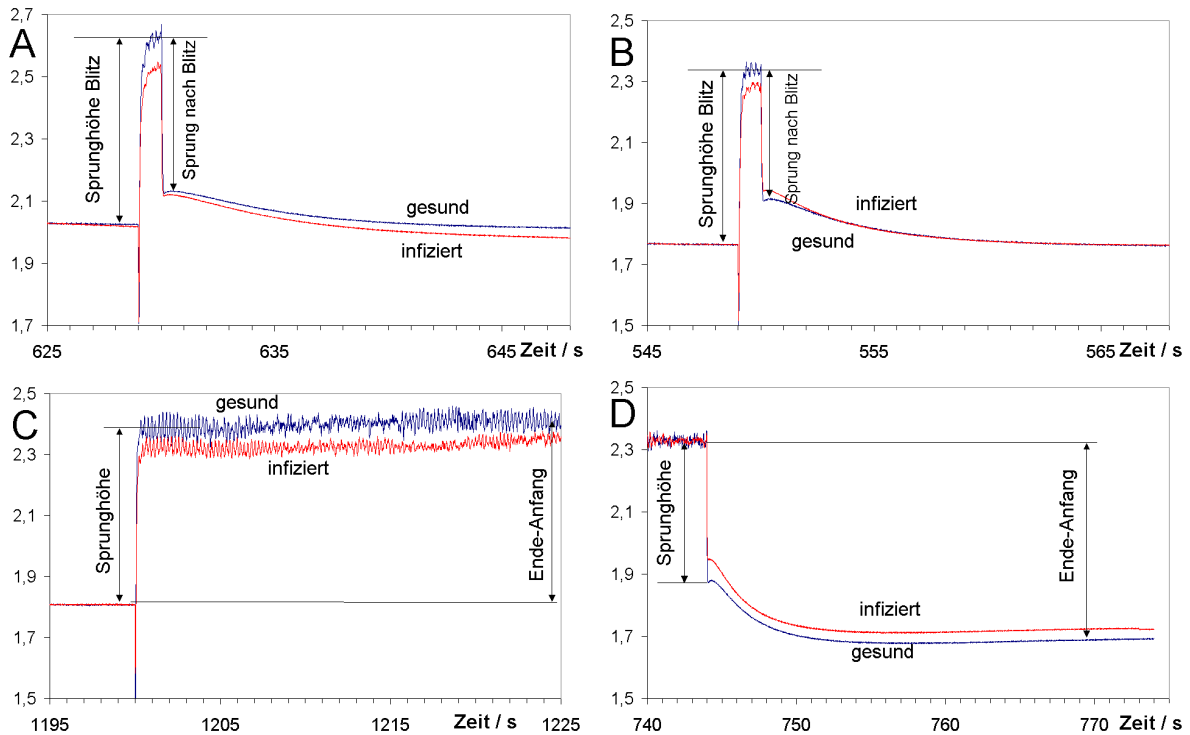 A
2,7
2,5
2,3
2,1
1,9
1,7
Sprunghöhe Blitz
Sprung nach Blitz
gesund
infiziert
625
635
645
Zeit / s
B
2,5
2,3
2,1
1,9
1,7
1,5
Sprunghöhe Blitz
Sprung nach Blitz
infiziert
gesund
545
555
565
Zeit / s
C
2,5
2,3
2,1
1,9
1,7
1,5
gesund
infiziert
Sprunghöhe
Ende-Anfang
1195
1205
1215
Zeit / s
1225
D
2,5
2,3
2,1
1,9
1,7
1,5
Sprunghöhe
Ende-Anfang
infiziert
gesund
740
750
760
770
Zeit / s